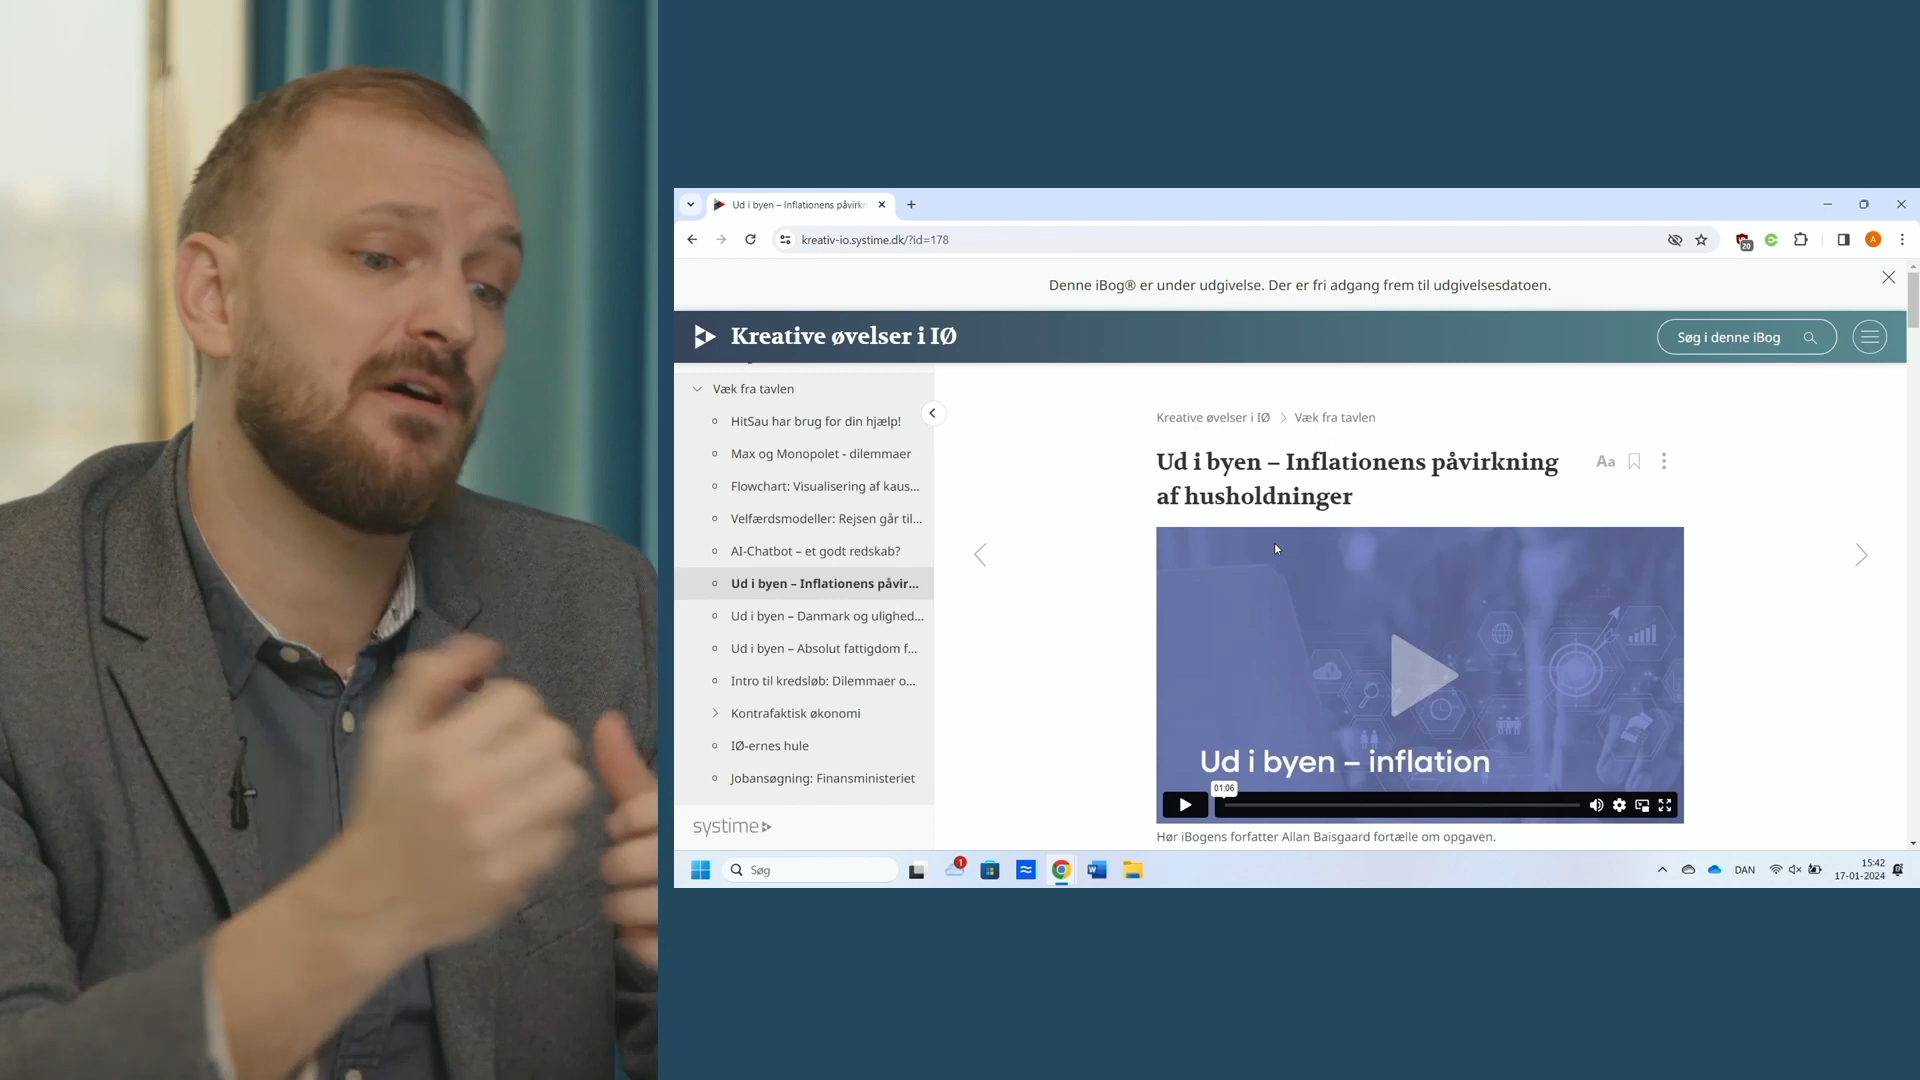 Ud i byen – Inflationens påvirkn
kreativ-io.systime.dk/?id=178
20
A
Denne iBog® er under udgivelse. Der er fri adgang frem til udgivelsesdatoen.
Kreative øvelser i IØ
Søg i denne iBog
Væk fra tavlen
HitSau har brug for din hjælp!
Max og Monopolet - dilemmaer
Flowchart: Visualisering af kaus...
Velfærdsmodeller: Rejsen går til...
AI-Chatbot – et godt redskab?
Ud i byen – Inflationens påvir...
Ud i byen – Danmark og ulighed...
Ud i byen – Absolut fattigdom f...
Intro til kredsløb: Dilemmaer o...
Kontrafaktisk økonomi
IØ-ernes hule
Jobansøgning: Finansministeriet
systime
Kreative øvelser i IØ > Væk fra tavlen
Ud i byen – Inflationens påvirkning
af husholdninger
Aa
Ud i byen – inflation
01:06
Hør iBogens forfatter Allan Baisgaard fortælle om opgaven.
Søg
1
W
DAN
15:42
17-01-2024